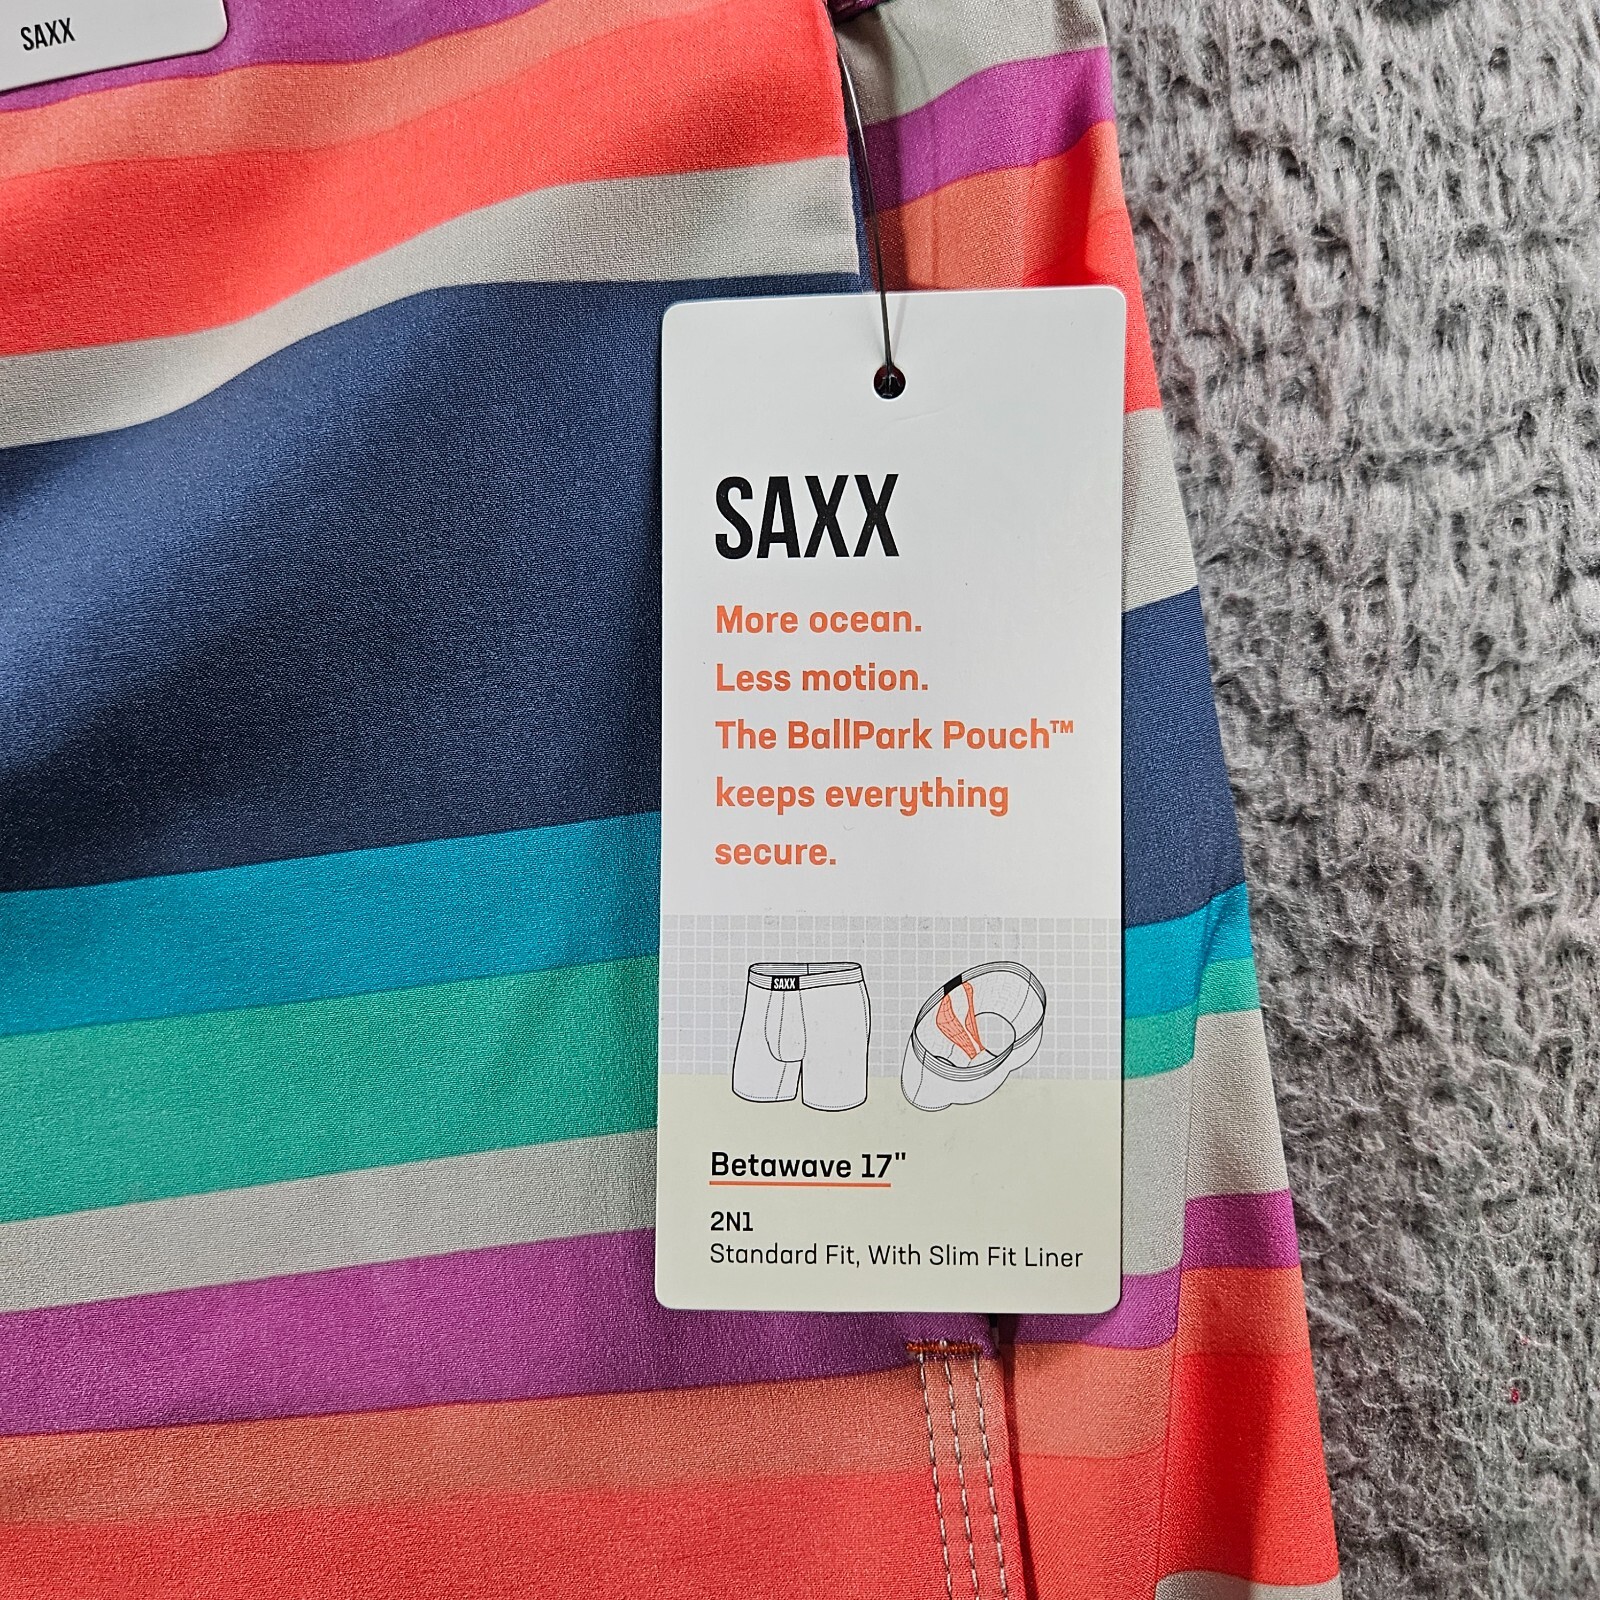 SAXX
SAXX
More ocean.
Less motion.
The BallPark Pouch™
keeps everything
secure.
SAXX
Betawave 17"
2N1
Standard Fit, With Slim Fit Liner